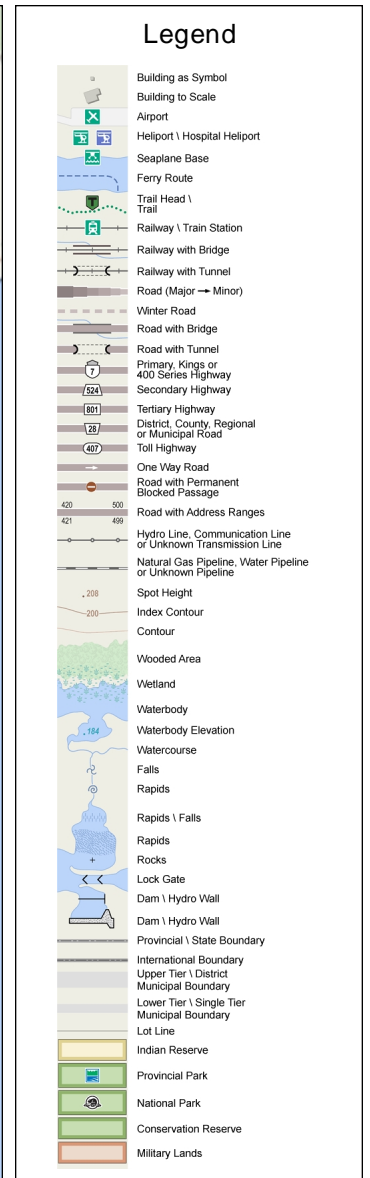 Legend
Building as Symbol
Building to Scale
Airport
Heliport \ Hospital Heliport
Seaplane Base
Ferry Route
T
Trail Head \
Trail
Railway \ Train Station
Railway with Bridge
Railway with Tunnel
Road (Major → Minor)
Winter Road
Road with Bridge
Road with Tunnel
7
Primary, Kings or
400 Series Highway
524
Secondary Highway
801
Tertiary Highway
28
District, County, Regional
or Municipal Road
407
Toll Highway
One Way Road
Road with Permanent
Blocked Passage
420 500
Road with Address Ranges
421 499
Hydro Line, Communication Line
or Unknown Transmission Line
Natural Gas Pipeline, Water Pipeline
or Unknown Pipeline
.208
Spot Height
200
Index Contour
Contour
Wooded Area
Wetland
Waterbody
.184
Waterbody Elevation
Watercourse
Falls
Rapids
Rapids \ Falls
Rapids
Rocks
Lock Gate
Dam \ Hydro Wall
Dam \ Hydro Wall
Provincial \ State Boundary
International Boundary
Upper Tier \ District
Municipal Boundary
Lower Tier \ Single Tier
Municipal Boundary
Lot Line
Indian Reserve
Provincial Park
National Park
Conservation Reserve
Military Lands